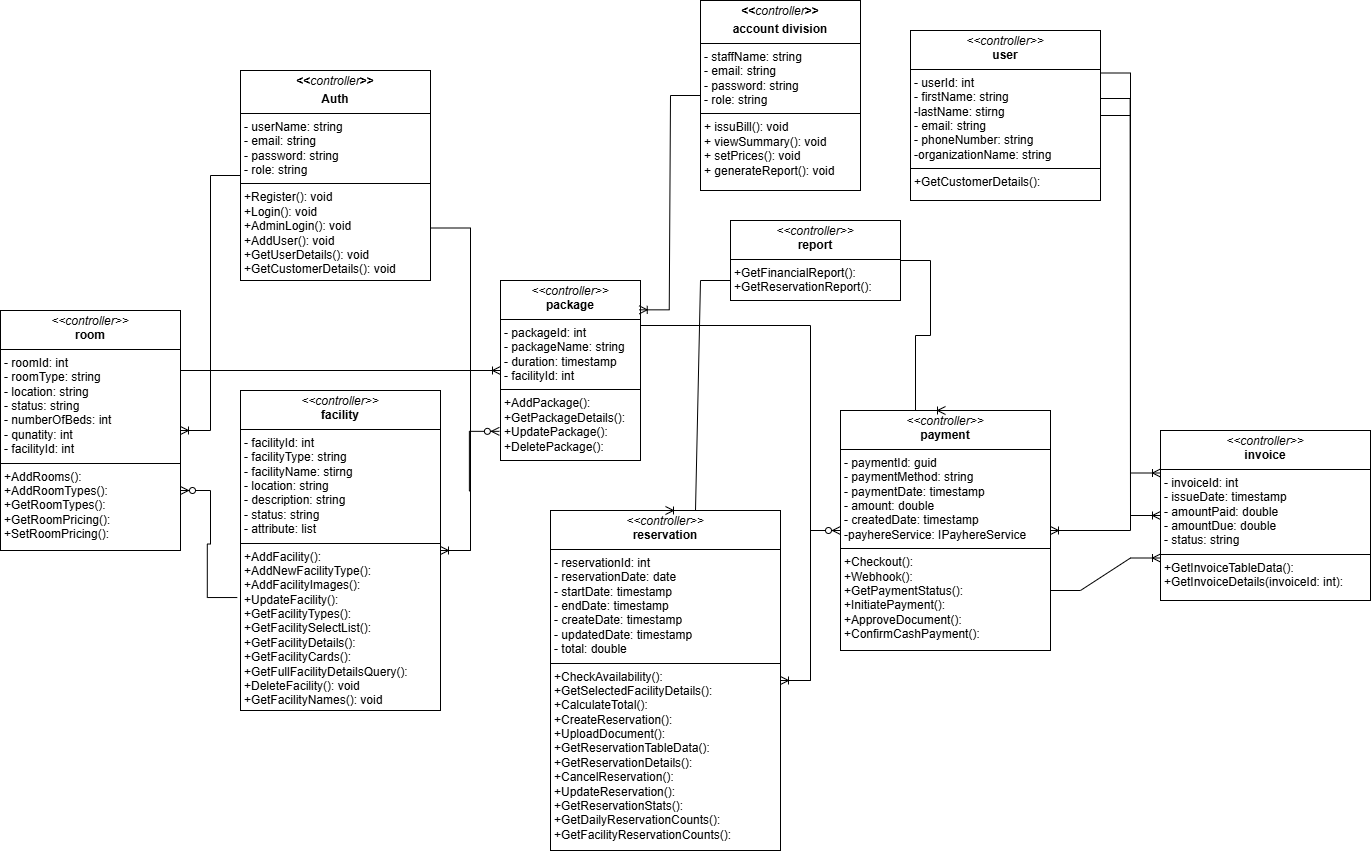 <<controller>>
account division
- staffName: string
- email: string
- password: string
- role: string
+ issuBill(): void
+ viewSummary(): void
+ setPrices(): void
+ generateReport(): void
<<controller>>
user
- userId: int
- firstName: string
-lastName: stirng
- email: string
- phoneNumber: string
-organizationName: string
+GetCustomerDetails():
<<controller>>
Auth
- userName: string
- email: string
- password: string
- role: string
+Register(): void
+Login(): void
+AdminLogin(): void
+AddUser(): void
+GetUserDetails(): void
+GetCustomerDetails(): void
<<controller>>
report
+GetFinancialReport():
+GetReservationReport():
<<controller>>
package
- packageId: int
- packageName: string
- duration: timestamp
- facilityId: int
+AddPackage():
+GetPackageDetails():
+UpdatePackage():
+DeletePackage():
<<controller>>
room
- roomId: int
- roomType: string
- location: string
- status: string
- numberOfBeds: int
- qunatity: int
- facilityId: int
+AddRooms():
+AddRoomTypes():
+GetRoomTypes():
+GetRoomPricing():
+SetRoomPricing():
<<controller>>
facility
- facilityId: int
- facilityType: string
- facilityName: stirng
- location: string
- description: string
- status: string
- attribute: list
+AddFacility():
+AddNewFacilityType():
+AddFacilityImages():
+UpdateFacility():
+GetFacilityTypes():
+GetFacilitySelectList():
+GetFacilityDetails():
+GetFacilityCards():
+GetFullFacilityDetailsQuery():
+DeleteFacility(): void
+GetFacilityNames(): void
<<controller>>
payment
- paymentId: guid
- paymentMethod: string
- paymentDate: timestamp
- amount: double
- createdDate: timestamp
-payhereService: IPayhereService
+Checkout():
+Webhook():
+GetPaymentStatus():
+InitiatePayment():
+ApproveDocument():
+ConfirmCashPayment():
<<controller>>
invoice
- invoiceId: int
- issueDate: timestamp
- amountPaid: double
- amountDue: double
- status: string
+GetInvoiceTableData():
+GetInvoiceDetails(invoiceId: int):
<<controller>>
reservation
- reservationId: int
- reservationDate: date
- startDate: timestamp
- endDate: timestamp
- createDate: timestamp
- updatedDate: timestamp
- total: double
+CheckAvailability():
+GetSelectedFacilityDetails():
+CalculateTotal():
+CreateReservation():
+UploadDocument():
+GetReservationTableData():
+GetReservationDetails():
+CancelReservation():
+UpdateReservation():
+GetReservationStats():
+GetDailyReservationCounts():
+GetFacilityReservationCounts():